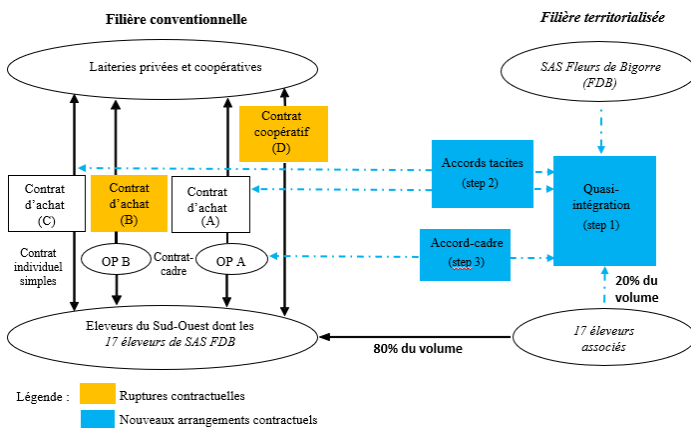 Filière conventionnelle
Filière territorialisée
Laiteries privées et coopératives
SAS Fleurs de Bigorre
(FDB)
Contrat
coopératif
(D)
Accords tacites
(step 2)
Quasi-
intégration
(step 1)
Contrat
d'achat
(C)
Contrat
d'achat
(B)
Contrat
d'achat
(A)
Accord-cadre
(step 3)
Contrat
individuel
simples
OP B
Contrat-
cadre
OP A
20% du
volume
Eleveurs du Sud-Ouest dont les
17 éleveurs de SAS FDB
80% du volume
17 éleveurs
associés
Légende :
Ruptures contractuelles
Nouveaux arrangements contractuels